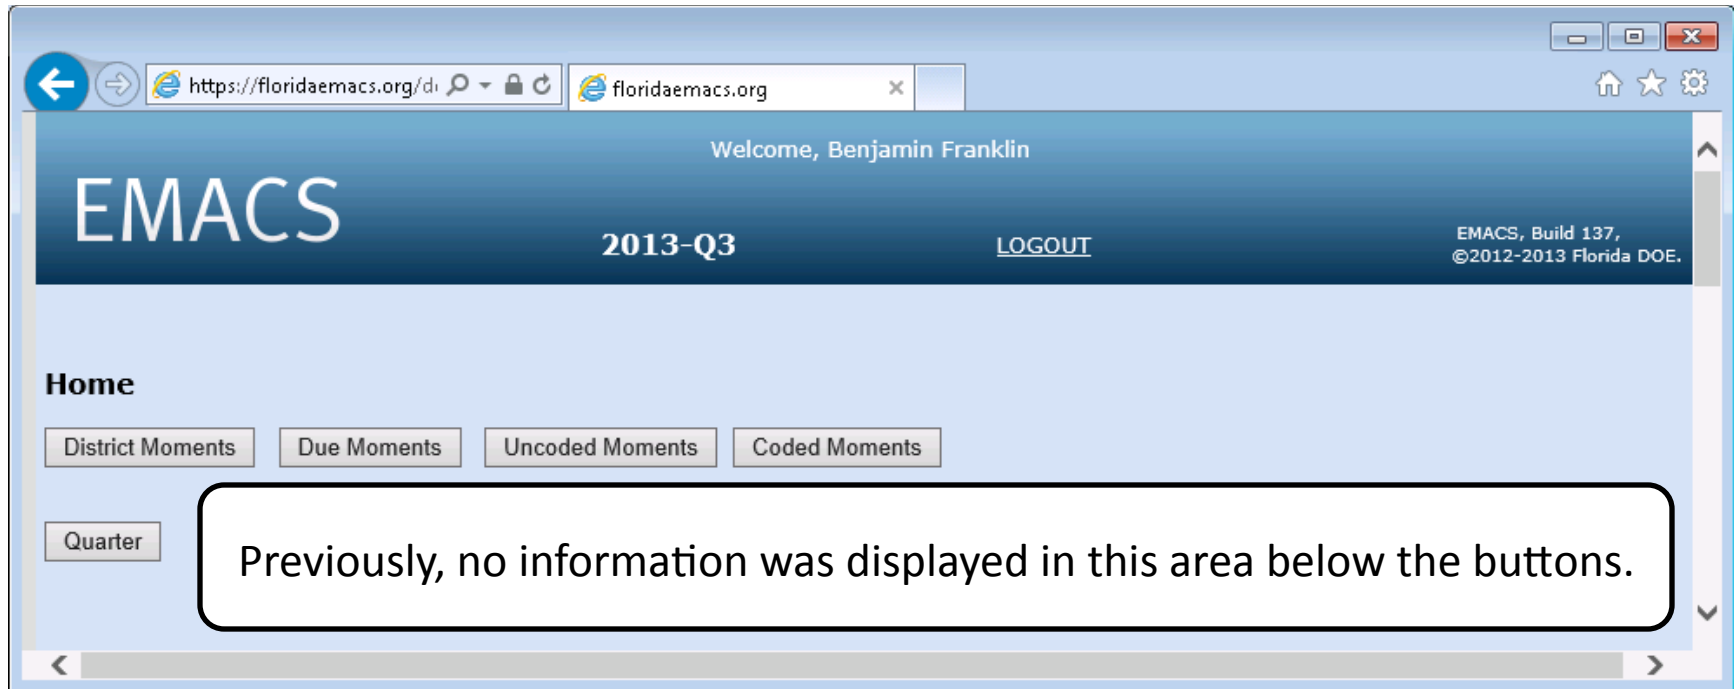 https://floridaemacs.org/d
floridaemacs.org
Welcome, Benjamin Franklin
EMACS
2013-Q3
LOGOUT
EMACS, Build 137,
©2012-2013 Florida DOE.
Home
District Moments
Due Moments
Uncoded Moments
Coded Moments
Quarter
Previously, no information was displayed in this area below the buttons.